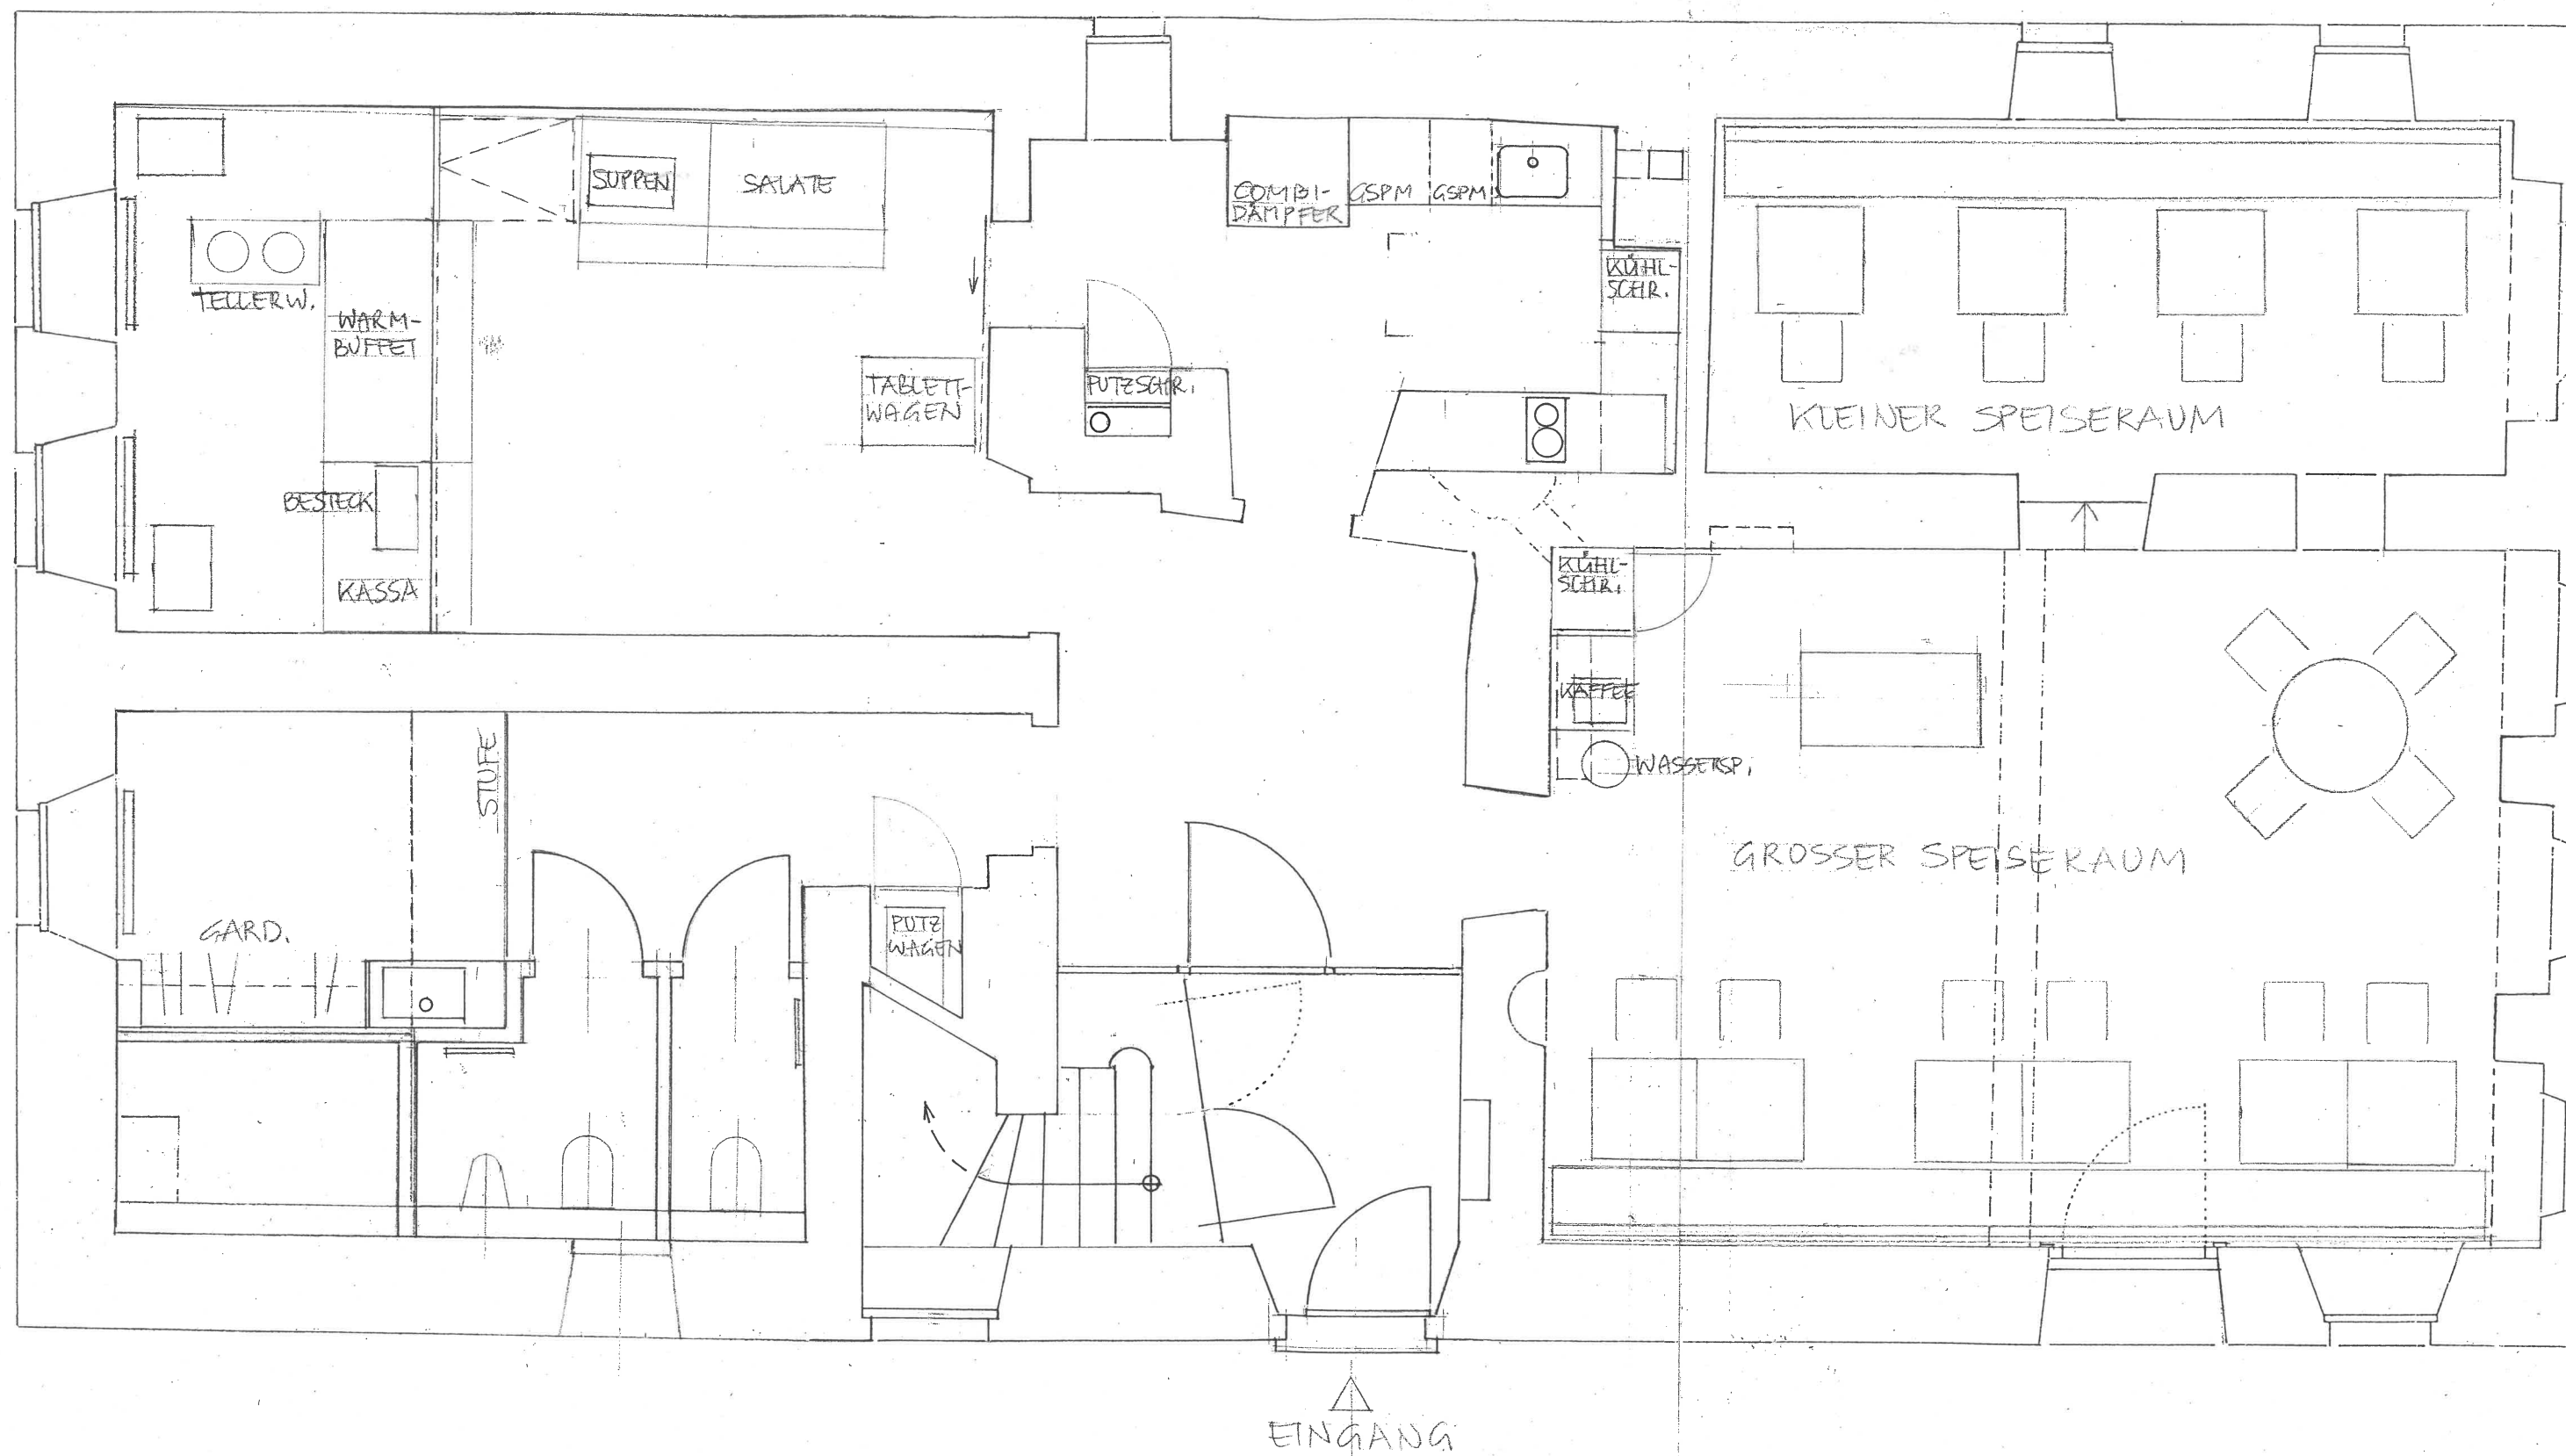 SUPPEN
SALATE
COMBI-
DÄMPFER
GSPM
GSPM
TELLERW.
WARM-
BUFFET
KÜHL-
SCHR.
TABLETT-
WAGEN
PUTZSCHR.
KLEINER SPEISERAUM
BESTECK
KASSA
KÜHL-
SCHR.
KAFFEE
WASSERSP.
STUFE
GROSSER SPEISERAUM
GARD.
PUTZ
WAGEN
EINGANG